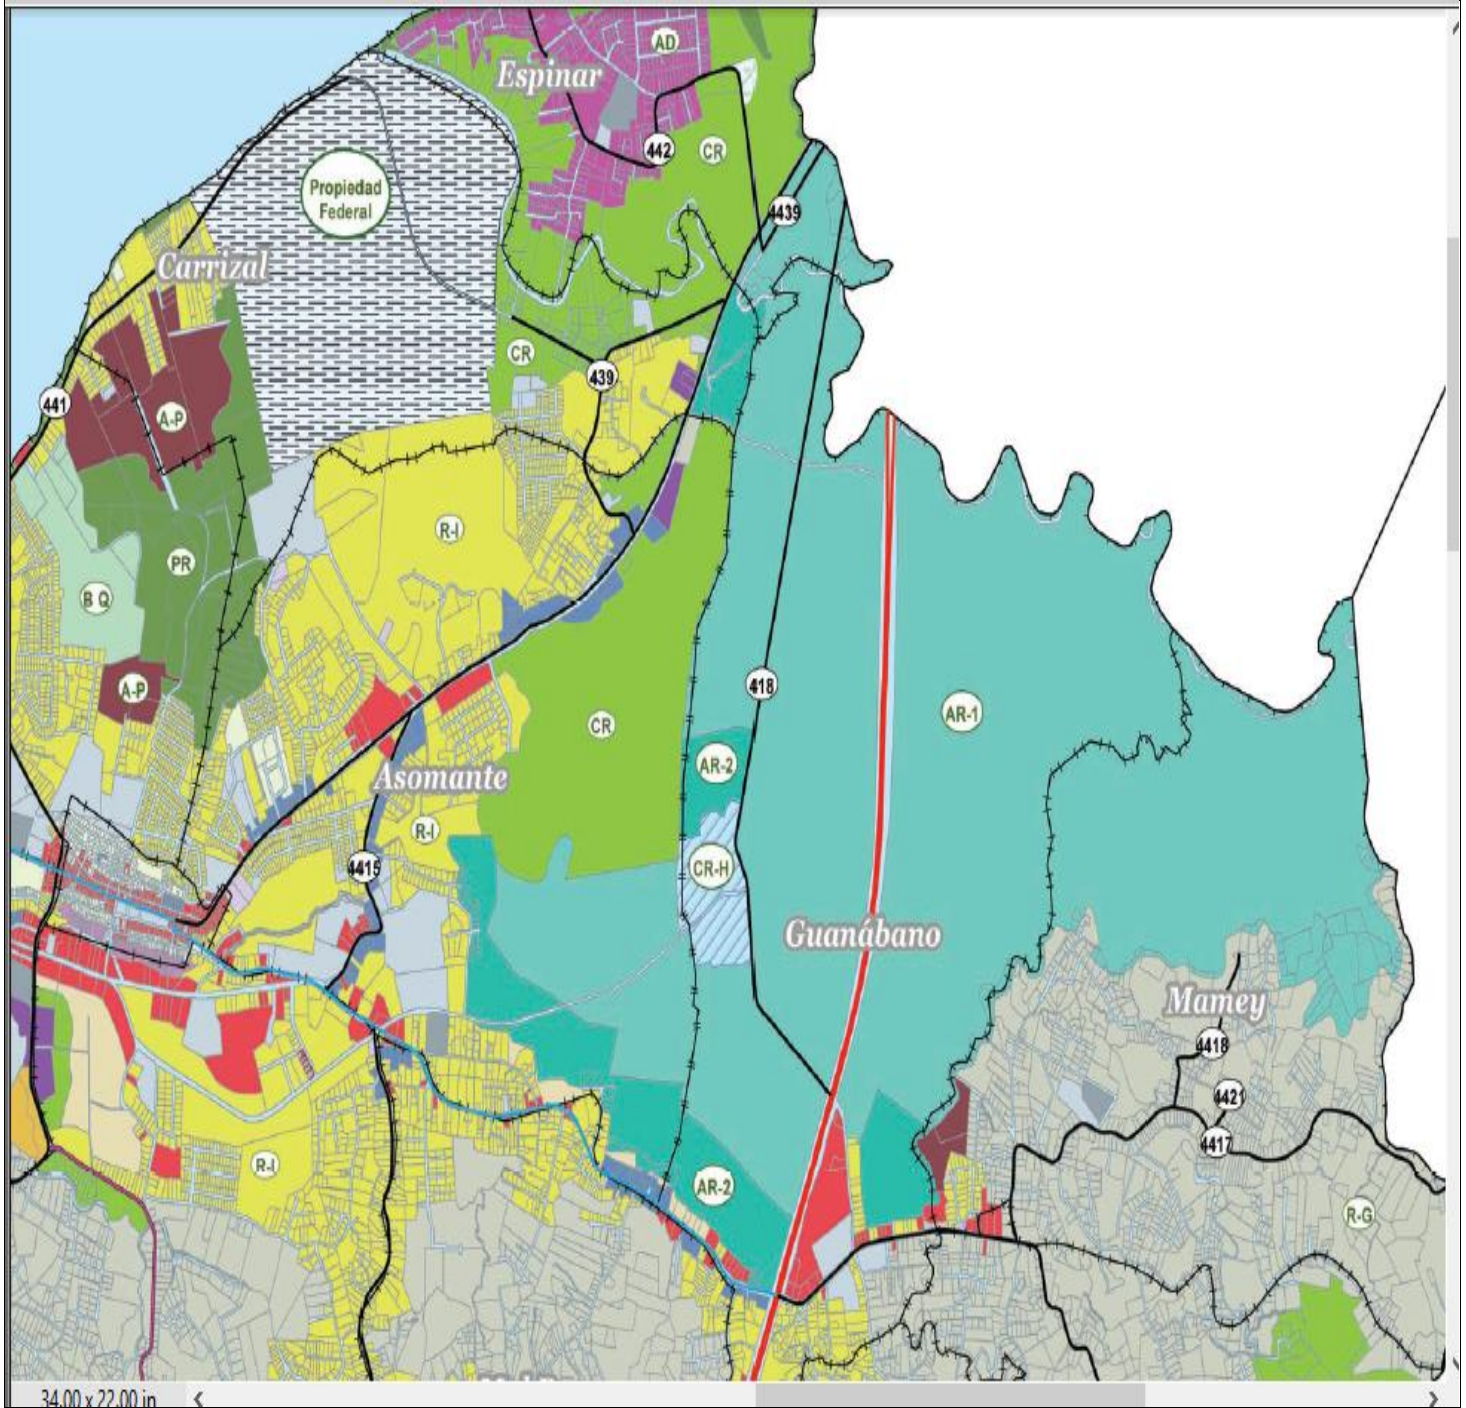 AD
Espinar
442
CR
Propiedad
Federal
4439
Carrizal
CR
439
441
A-P
R-I
PR
B Q
418
A-P
AR-1
CR
AR-2
Asomante
R-I
4415
CR-H
Guanábano
Mamey
4418
4421
4417
R-I
AR-2
R-G
34.00 x 22.00 in